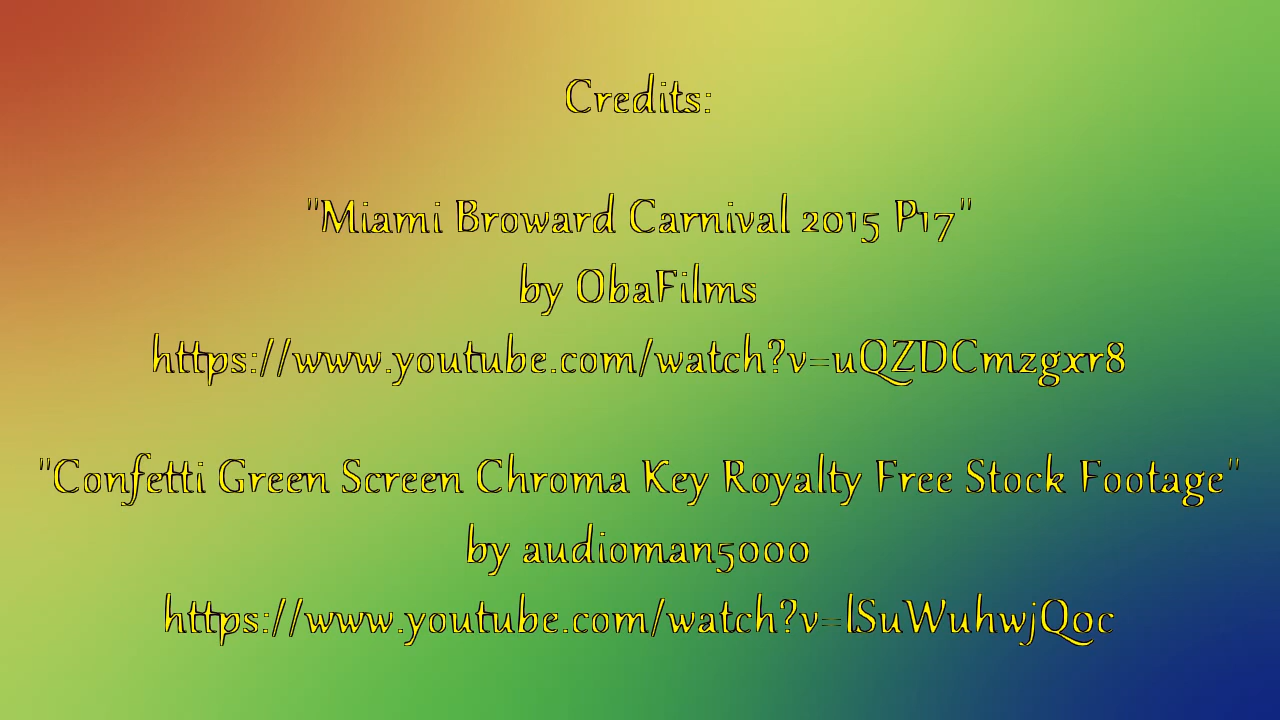 Credits:
"Miami Broward Carnival 2015 P17"
by ObaFilms
https://www.youtube.com/watch?v=uQZDCmzgxr8
"Confetti Green Screen Chroma Key Royalty Free Stock Footage"
by audioman5000
https://www.youtube.com/watch?v=lSuWuhwjQoc